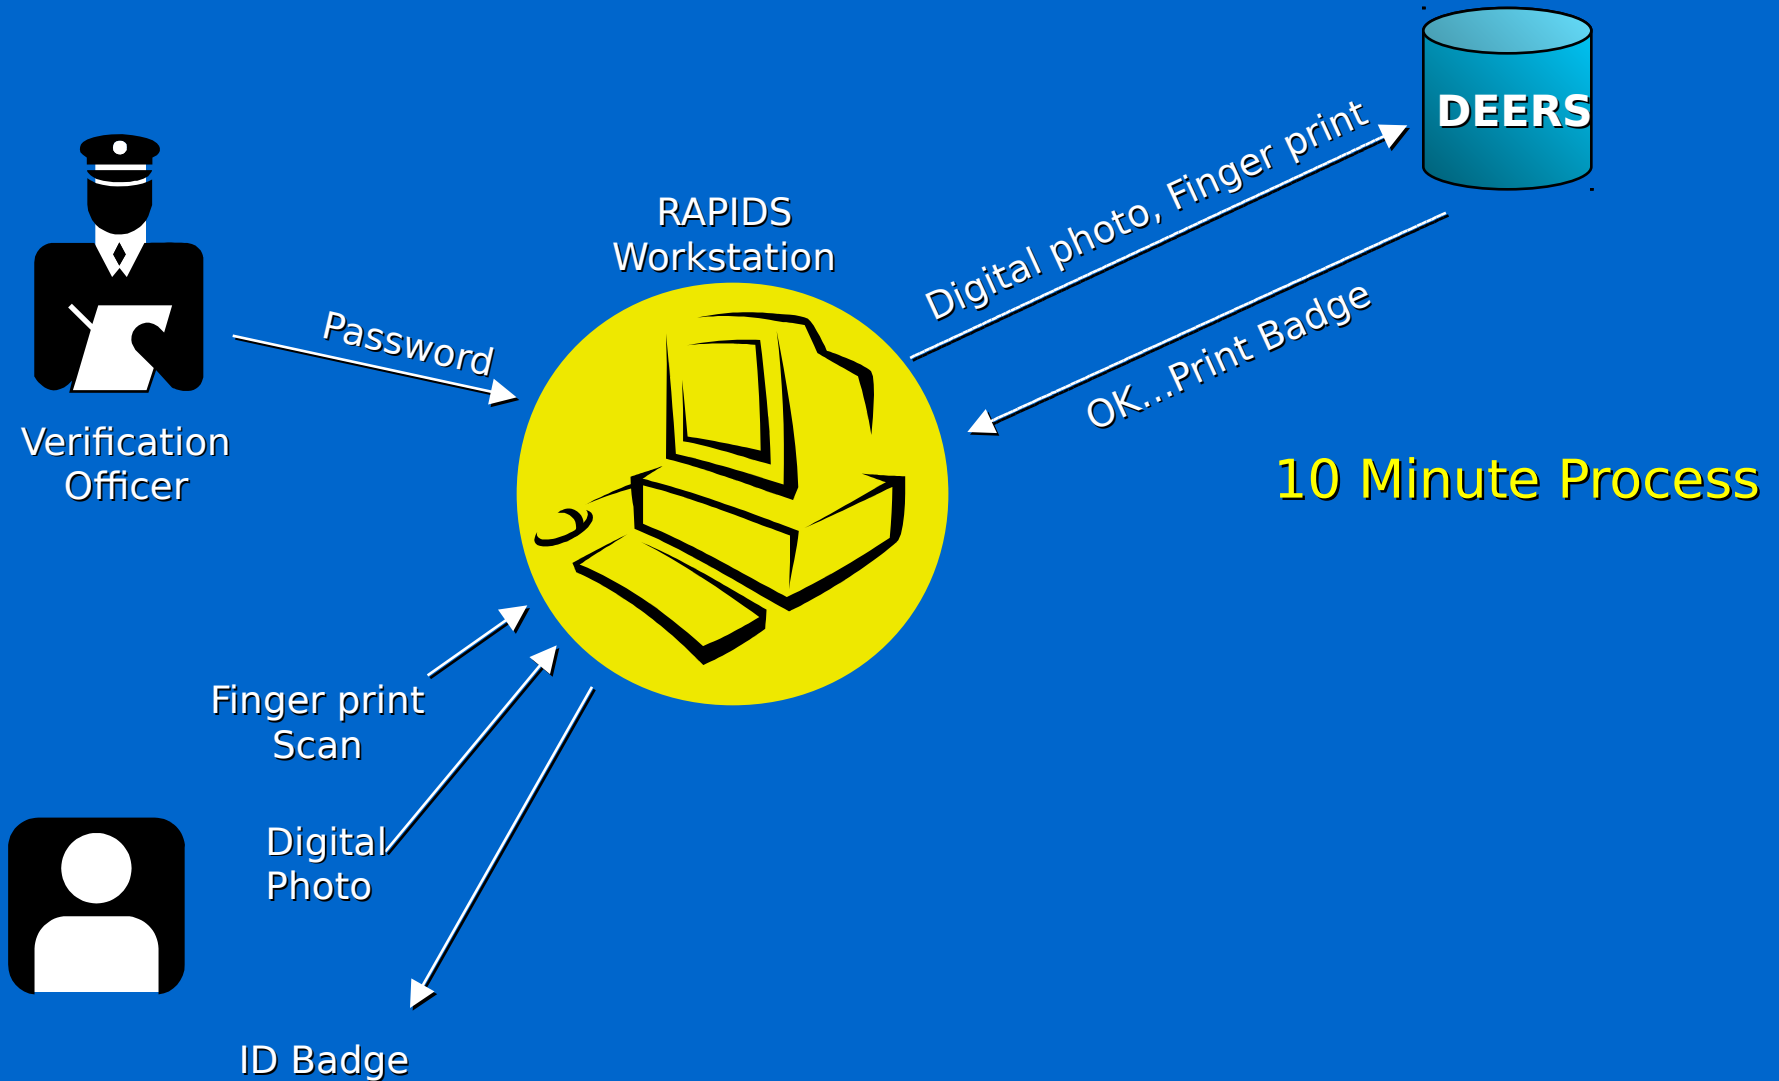 DEERS
Digital photo, Finger print
RAPIDS
Workstation
Password
OK...Print Badge
Verification
Officer
10 Minute Process
Finger print
Scan
Digital
Photo
ID Badge